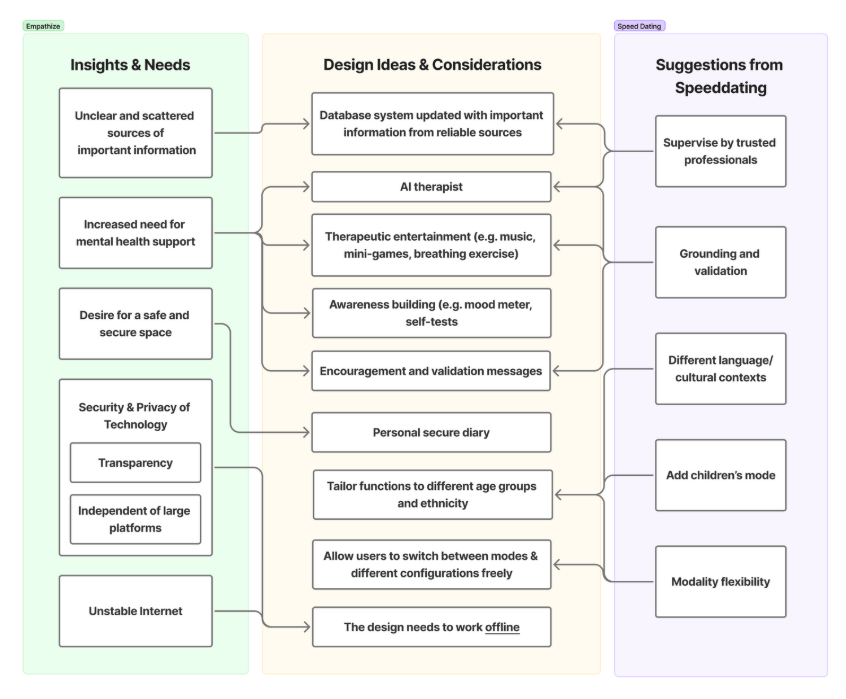 Empathize
Insights & Needs
Unclear and scattered
sources of
important information
Increased need for
mental health support
Desire for a safe and
secure space
Security & Privacy of
Technology
Transparency
Independent of large
platforms
Unstable Internet
Design Ideas & Considerations
Database system updated with important
information from reliable sources
AI therapist
Therapeutic entertainment (e.g. music,
mini-games, breathing exercise)
Awareness building (e.g. mood meter,
self-tests
Encouragement and validation messages
Personal secure diary
Tailor functions to different age groups
and ethnicity
Allow users to switch between modes &
different configurations freely
The design needs to work offline
Speed Dating
Suggestions from
Speeddating
Supervise by trusted
professionals
Grounding and
validation
Different language/
cultural contexts
Add children's mode
Modality flexibility